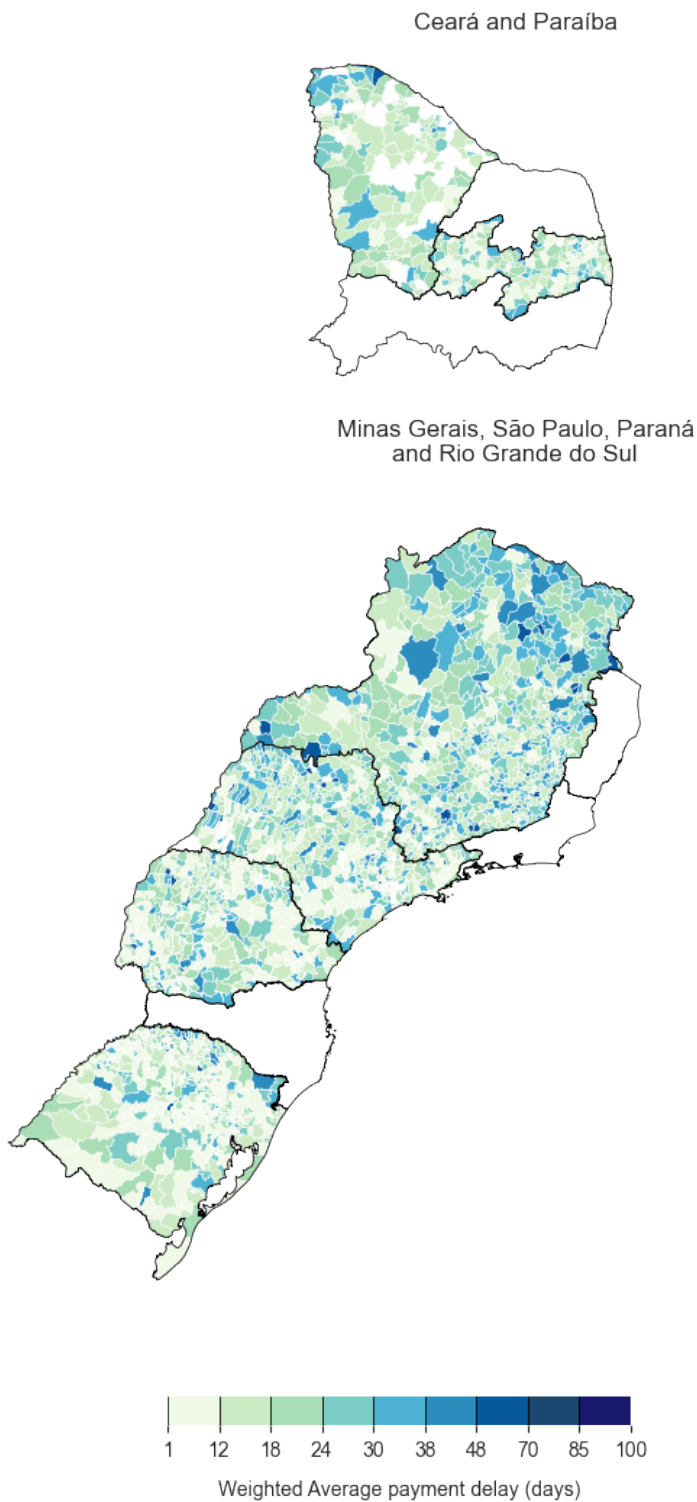 Ceará and Paraíba
Minas Gerais, São Paulo, Paraná
and Rio Grande do Sul
1 12 18 24 30 38 48 70 85 100
Weighted Average payment delay (days)